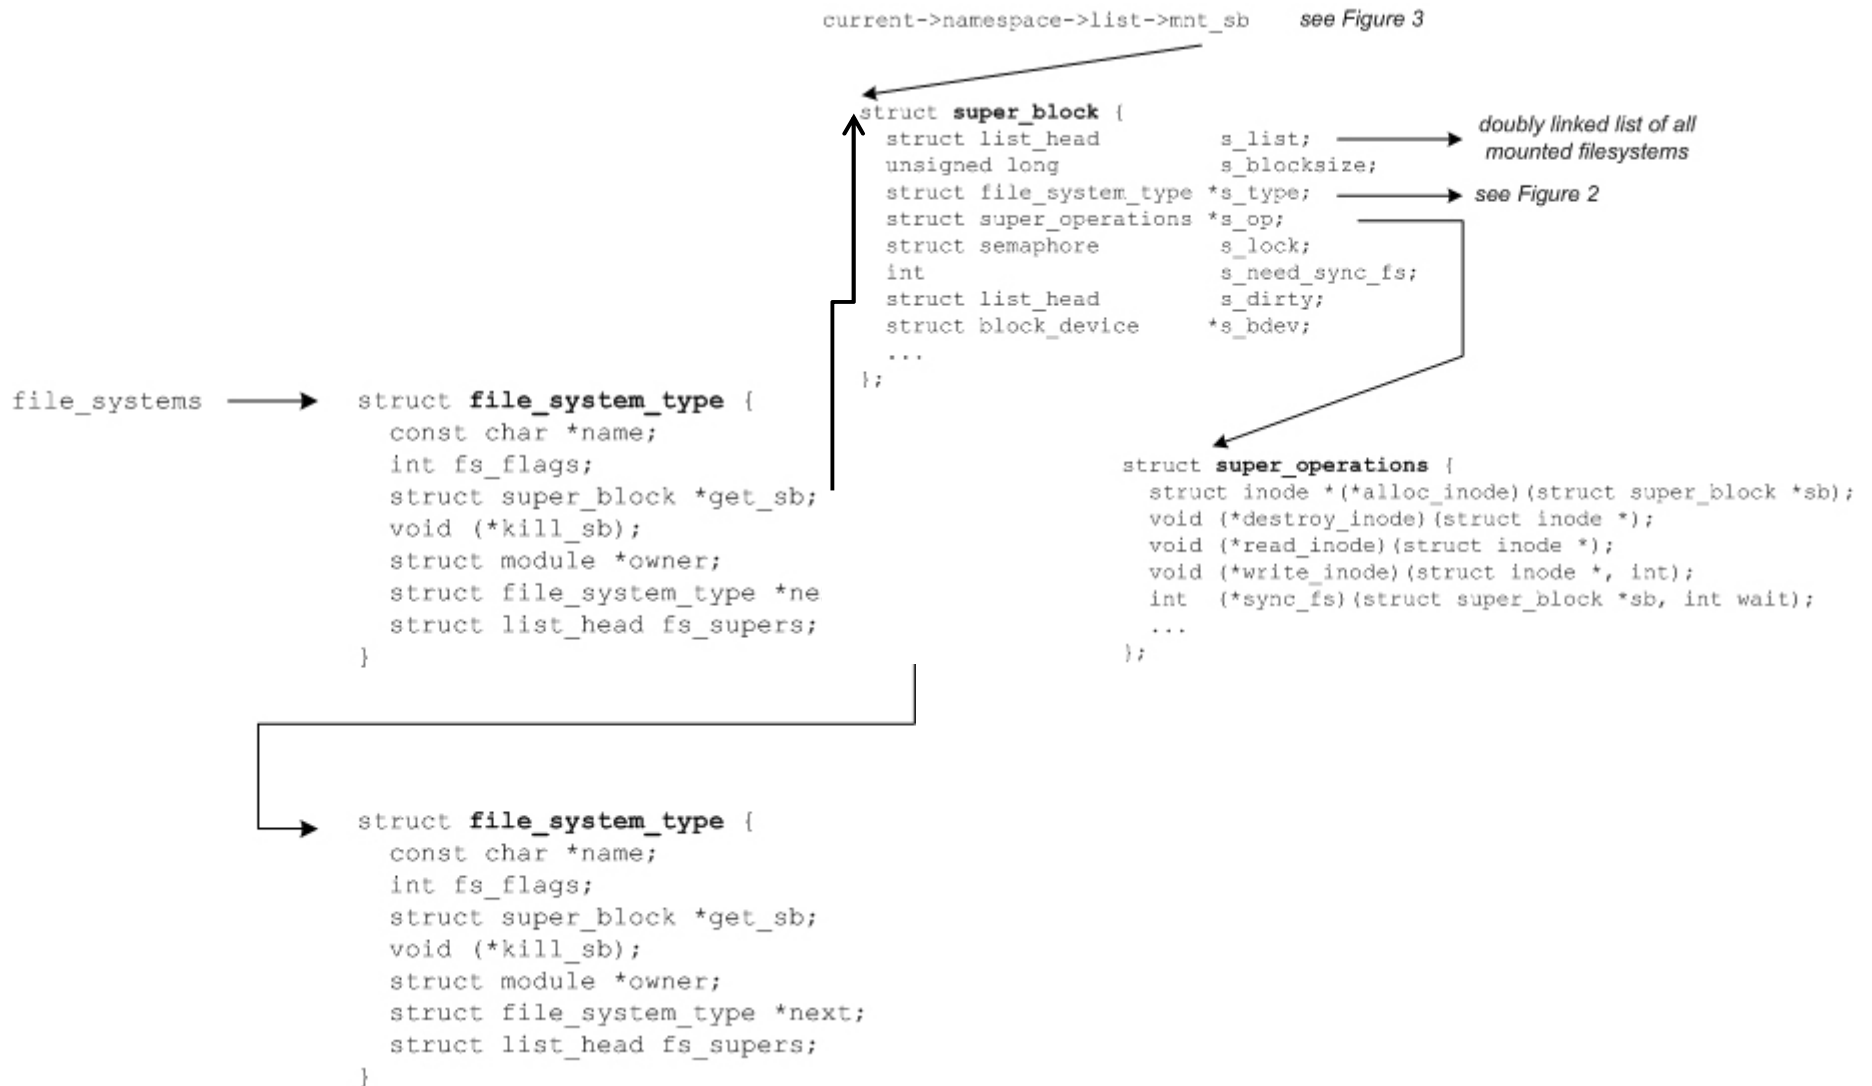 current->namespace->list->mnt_sb see Figure 3
struct super_block {
struct list_head s_list;
unsigned long s_blocksize;
struct file_system_type *s_type;
struct super_operations *s_op;
struct semaphore s_lock;
int s_need_sync_fs;
struct list_head s_dirty;
struct block_device *s_bdev;
...
};
doubly linked list of all
mounted filesystems
see Figure 2
file_systems
struct file_system_type {
const char *name;
int fs_flags;
struct super_block *get_sb;
void (*kill_sb);
struct module *owner;
struct file_system_type *ne
struct list_head fs_supers;
}
struct super_operations {
struct inode *(*alloc_inode)(struct super_block *sb);
void (*destroy_inode)(struct inode *);
void (*read_inode)(struct inode *);
void (*write_inode)(struct inode *, int);
int (*sync_fs)(struct super_block *sb, int wait);
...
};
struct file_system_type {
const char *name;
int fs_flags;
struct super_block *get_sb;
void (*kill_sb);
struct module *owner;
struct file_system_type *next;
struct list_head fs_supers;
}